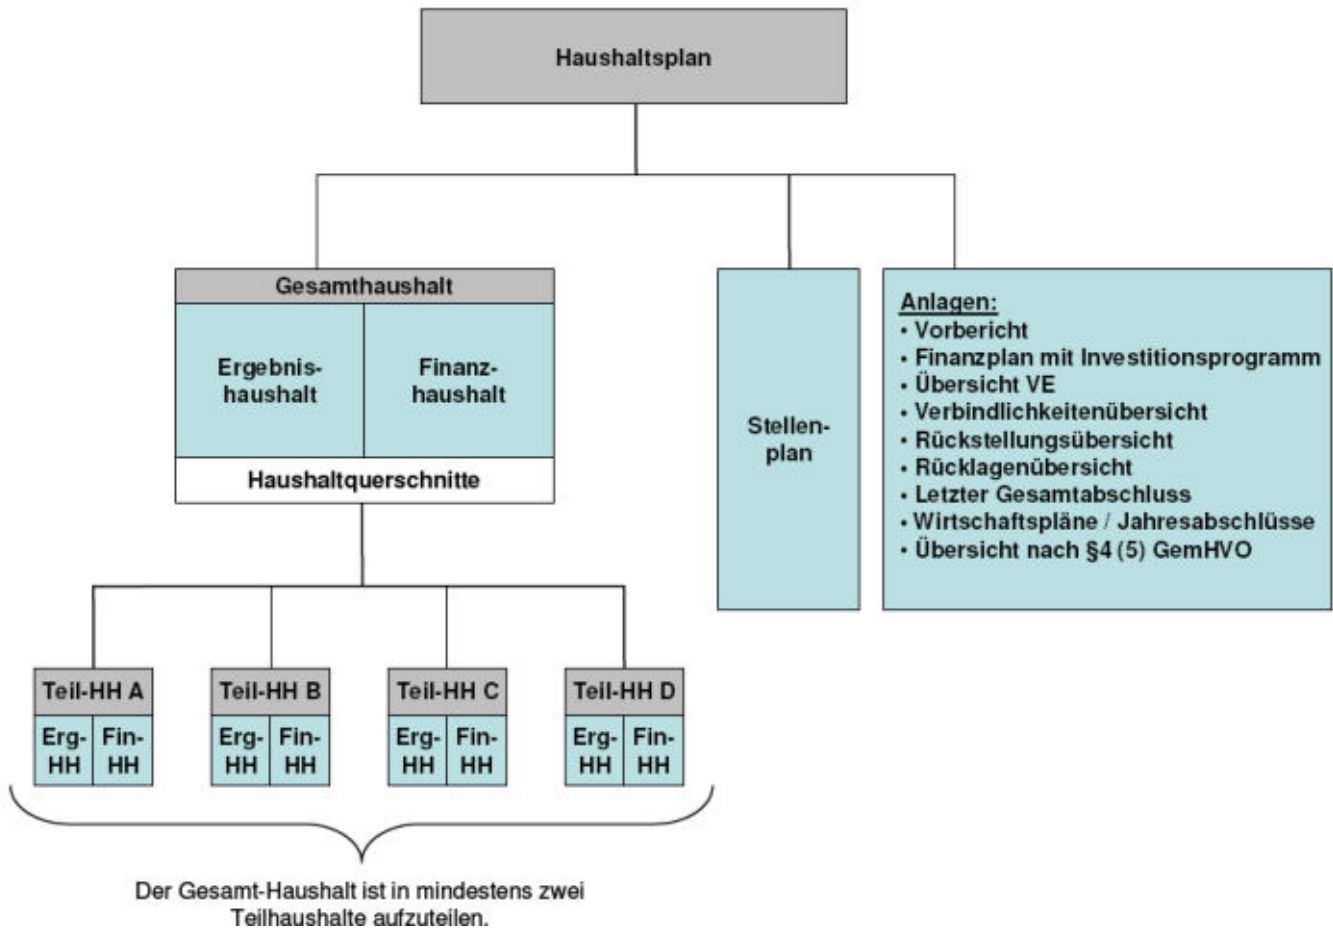 Haushaltsplan
Gesamthaushalt
Ergebnis-
haushalt
Finanz-
haushalt
Haushaltquerschnitte
Stellen-
plan
Anlagen:
• Vorbericht
• Finanzplan mit Investitionsprogramm
• Übersicht VE
• Verbindlichkeitenübersicht
• Rückstellungsübersicht
• Rücklagenübersicht
• Letzter Gesamtabschluss
• Wirtschaftspläne / Jahresabschlüsse
• Übersicht nach §4 (5) GemHVO
Teil-HH A
Erg-
HH
Fin-
HH
Teil-HH B
Erg-
HH
Fin-
HH
Teil-HH C
Erg-
HH
Fin-
HH
Teil-HH D
Erg-
HH
Fin-
HH
Der Gesamt-Haushalt ist in mindestens zwei
Teilhaushalte aufzuteilen.